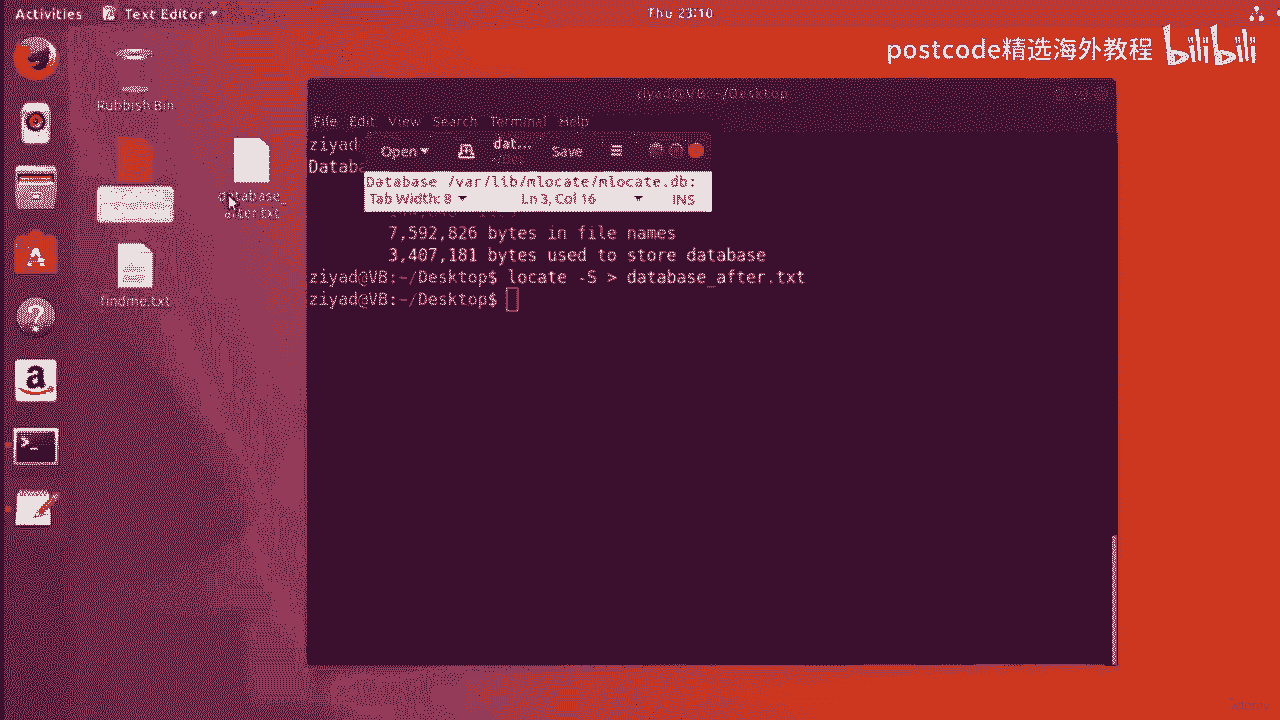 Activities Text Editor Thu 23:10
postcode精选海外教程 bilibili
Rubbish Bin
ziyad@VB: ~/Desktop
File Edit View Search Terminal Help
ziyad
Open dat... Save
Databa
Database /var/lib/mlocate/mlocate.db:
Tab Width: 8 Ln 3, Col 16 INS
database_
after.txt
7,592,826 bytes in file names
3,407,181 bytes used to store database
ziyad@VB:~/Desktop$ locate -S > database_after.txt
ziyad@VB:~/Desktop$
findme.txt